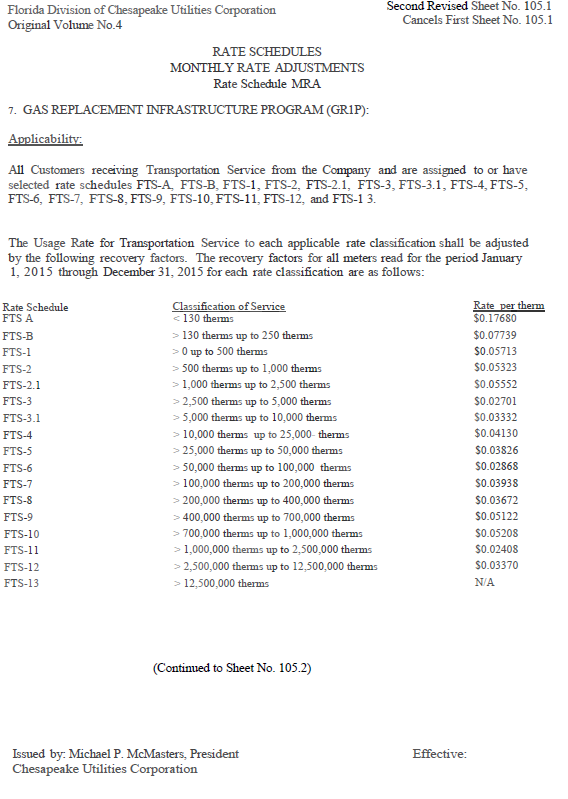 Florida Division of Chesapeake Utilities Corporation
Original Volume No.4
Second Revised Sheet No. 105.1
Cancels First Sheet No. 105.1
RATE SCHEDULES
MONTHLY RATE ADJUSTMENTS
Rate Schedule MRA
7. GAS REPLACEMENT INFRASTRUCTURE PROGRAM (GR1P):
Applicability:
All Customers receiving Transportation Service from the Company and are assigned to or have
selected rate schedules FTS-A, FTS-B, FTS-1, FTS-2, FTS-2.1, FTS-3, FTS-3.1, FTS-4, FTS-5,
FTS-6, FTS-7, FTS-8, FTS-9, FTS-10, FTS-11, FTS-12, and FTS-1 3.
The Usage Rate for Transportation Service to each applicable rate classification shall be adjusted
by the following recovery factors. The recovery factors for all meters read for the period January
1, 2015 through December 31, 2015 for each rate classification are as follows:
Rate Schedule Classification of Service Rate per therm
FTS A < 130 therms $0.17680
FTS-B > 130 therms up to 250 therms $0.07739
FTS-1 > 0 up to 500 therms $0.05713
FTS-2 > 500 therms up to 1,000 therms $0.05323
FTS-2.1 > 1,000 therms up to 2,500 therms $0.05552
FTS-3 > 2,500 therms up to 5,000 therms $0.02701
FTS-3.1 > 5,000 therms up to 10,000 therms $0.03332
FTS-4 > 10,000 therms up to 25,000- therms $0.04130
FTS-5 > 25,000 therms up to 50,000 therms $0.03826
FTS-6 > 50,000 therms up to 100,000 therms $0.02868
FTS-7 > 100,000 therms up to 200,000 therms $0.03938
FTS-8 > 200,000 therms up to 400,000 therms $0.03672
FTS-9 > 400,000 therms up to 700,000 therms $0.05122
FTS-10 > 700,000 therms up to 1,000,000 therms $0.05208
FTS-11 > 1,000,000 therms up to 2,500,000 therms $0.02408
FTS-12 > 2,500,000 therms up to 12,500,000 therms $0.03370
FTS-13 > 12,500,000 therms N/A
(Continued to Sheet No. 105.2)
Issued by: Michael P. McMasters, President
Chesapeake Utilities Corporation
Effective: